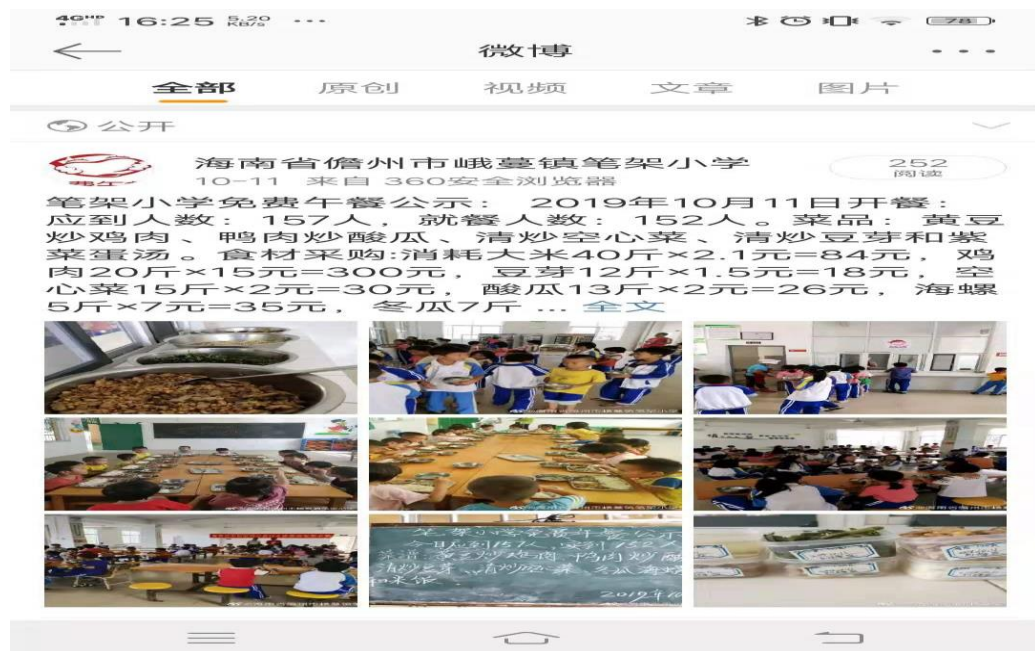 4G HD 16:25 5.20 KB/s ... 78
微博
全部 原创 视频 文章 图片
公开
海南省儋州市峨蔓镇笔架小学 252
10-11 来自 360安全浏览器 阅读
笔架小学免费午餐公示： 2019年10月11日开餐：
应到人数：157人，就餐人数：152人。菜品：黄豆
炒鸡肉、鸭肉炒酸瓜、清炒空心菜、清炒豆芽和紫
菜蛋汤。食材采购:消耗大米40斤×2.1元=84元，鸡
肉20斤×15元=300元，豆芽12斤×1.5元=18元，空
心菜15斤×2元=30元，酸瓜13斤×2元=26元，海螺
5斤×7元=35元，冬瓜7斤 ... 全文